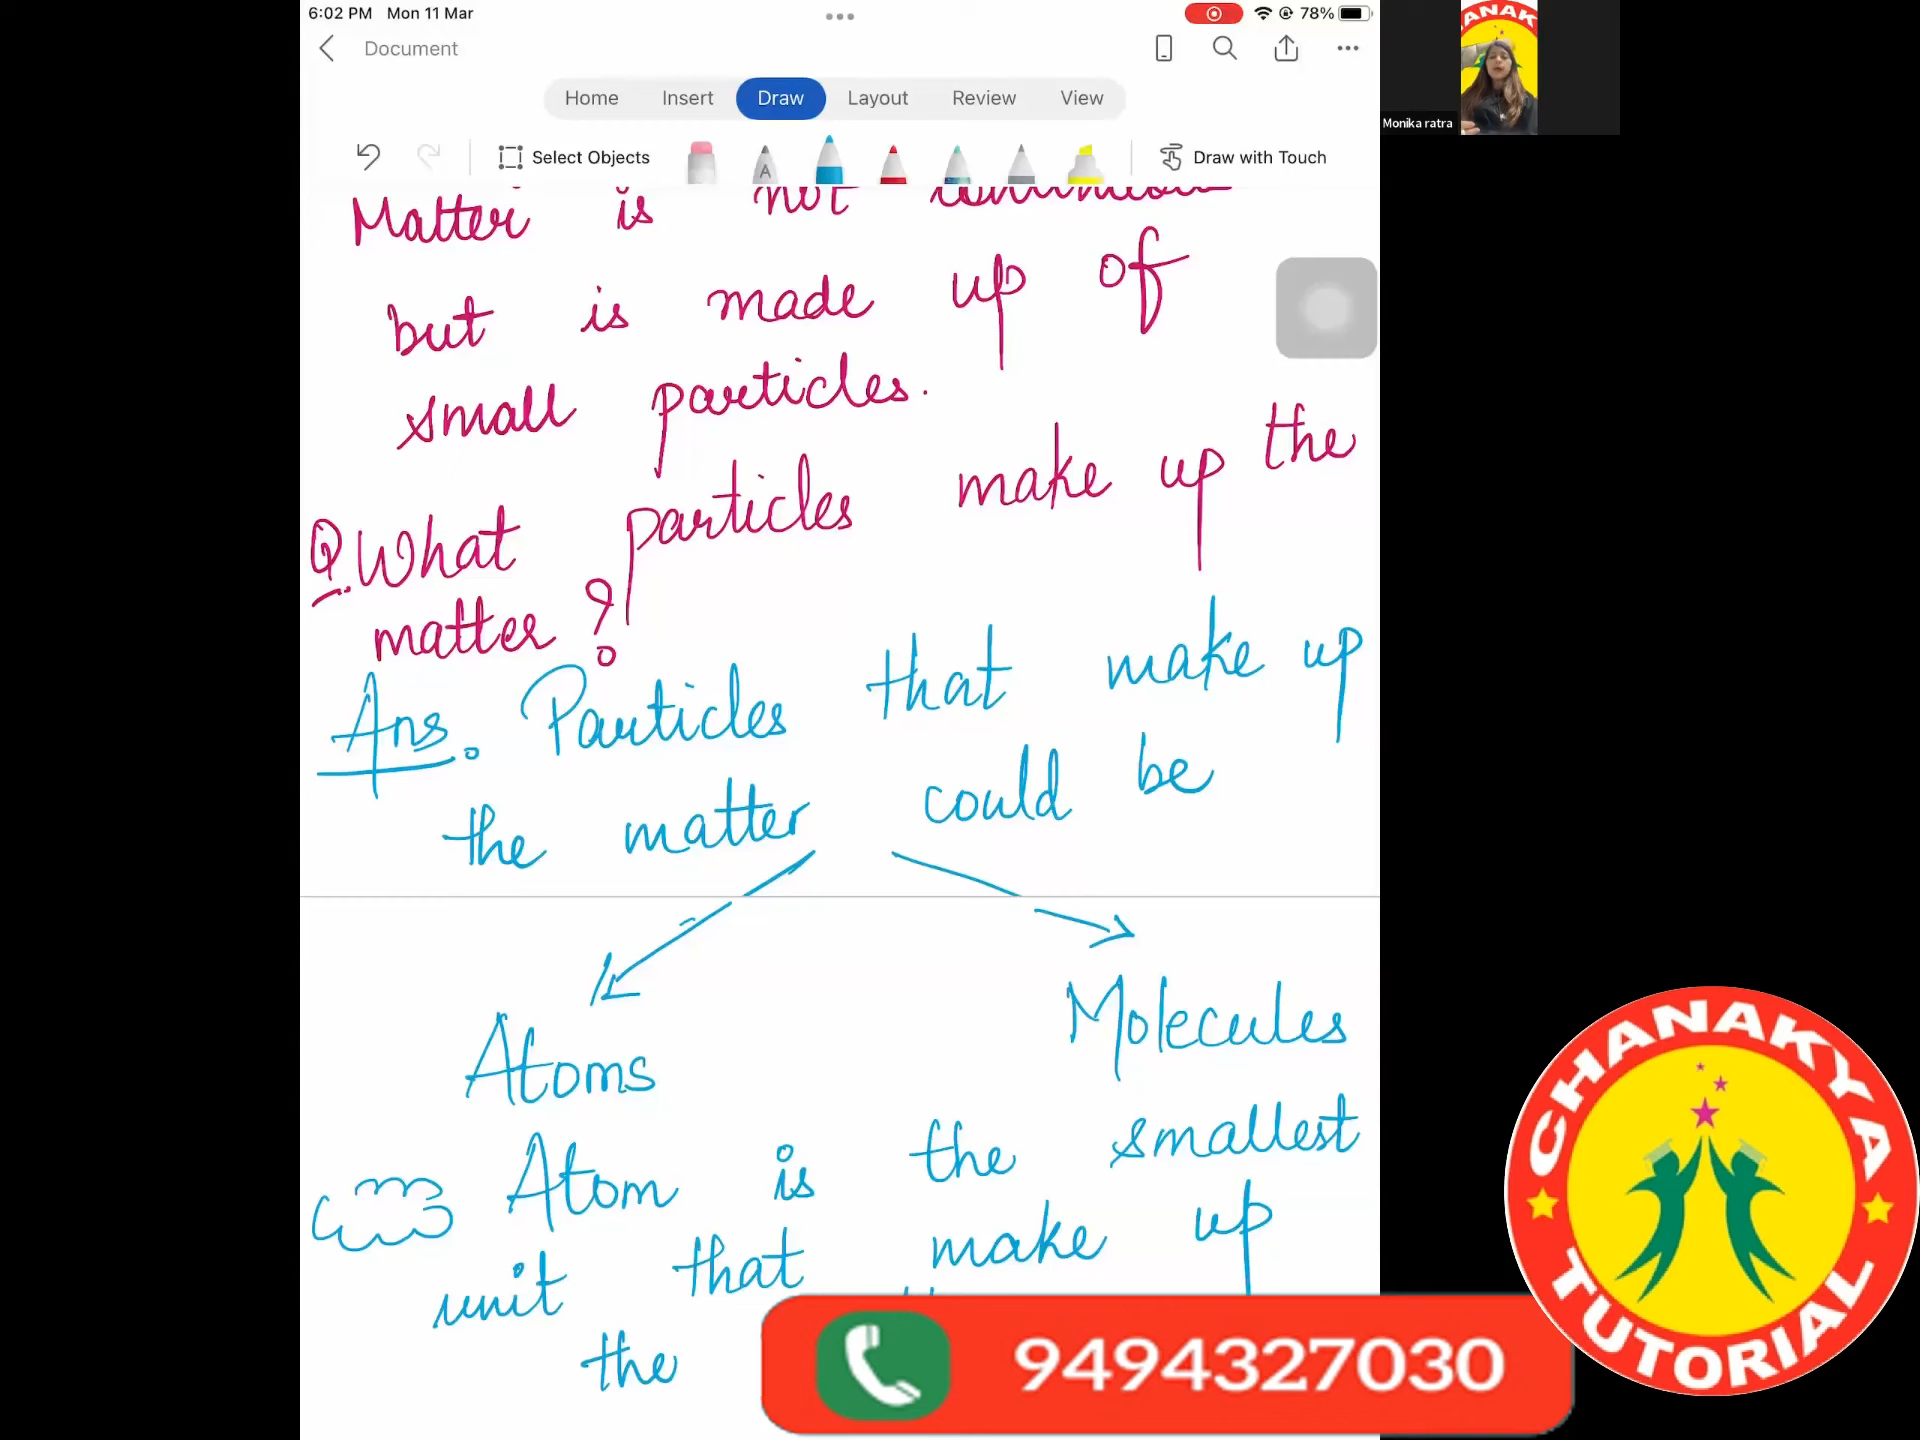 6:02 PM Mon 11 Mar
78%
Document
Home Insert Draw Layout Review View
Select Objects
A
Draw with Touch
Monika ratra
CHANAK
Matter is not
but is made up of
small particles.
Q. What particles make up the
matter ?
Ans. Particles that make up
the matter could be
Atoms
Molecules
Atom is the smallest
unit that make up
the
9494327030
CHANAKYA
TUTORIAL